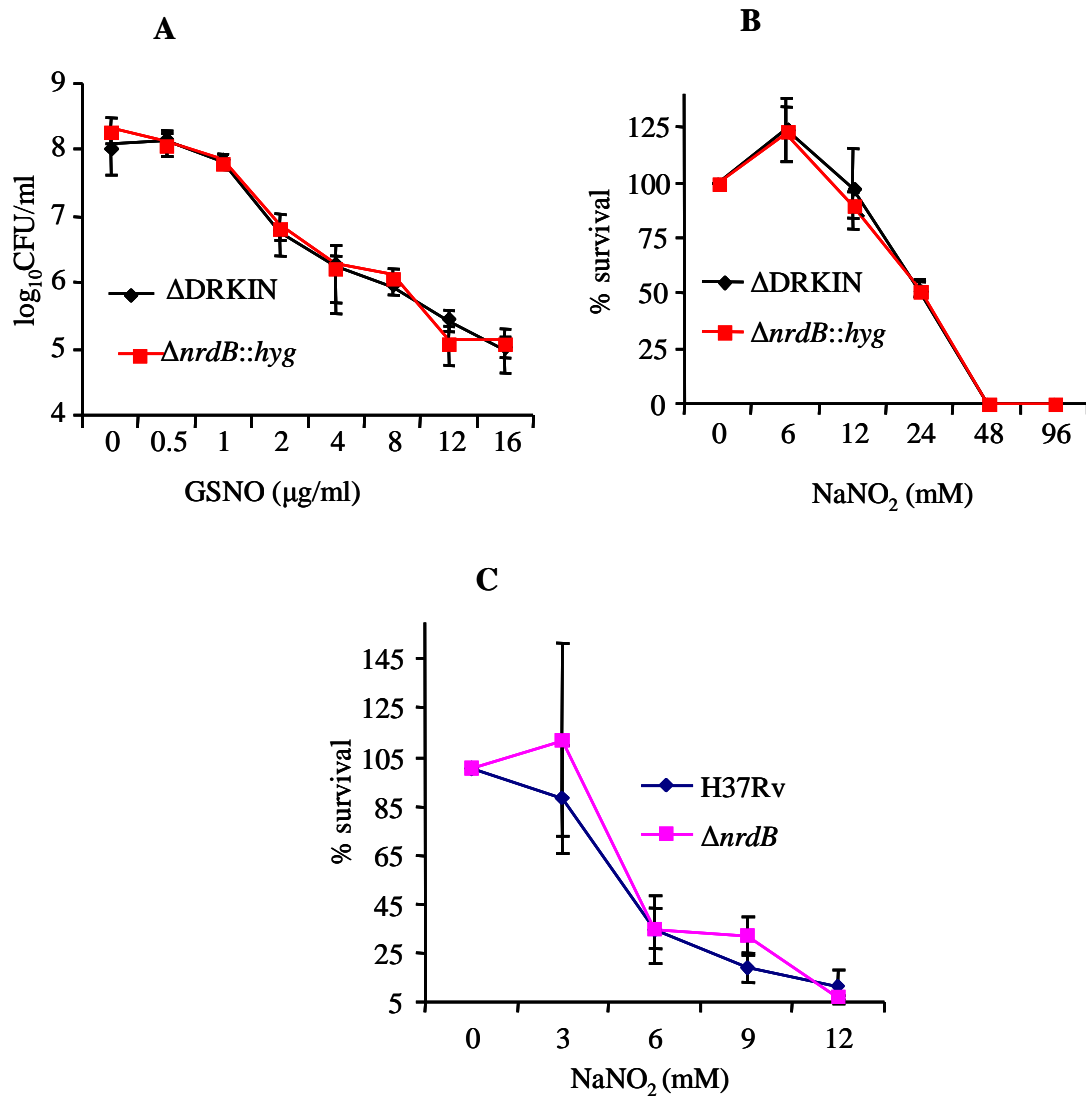 A
9
8
7
6
5
4
log10CFU/ml
ΔDRKIN
ΔnrdB::hyg
0 0.5 1 2 4 8 12 16
GSNO (µg/ml)
B
125
100
75
50
25
0
% survival
ΔDRKIN
ΔnrdB::hyg
0 6 12 24 48 96
NaNO2 (mM)
C
145
125
105
85
65
45
25
5
% survival
H37Rv
ΔnrdB
0 3 6 9 12
NaNO2 (mM)